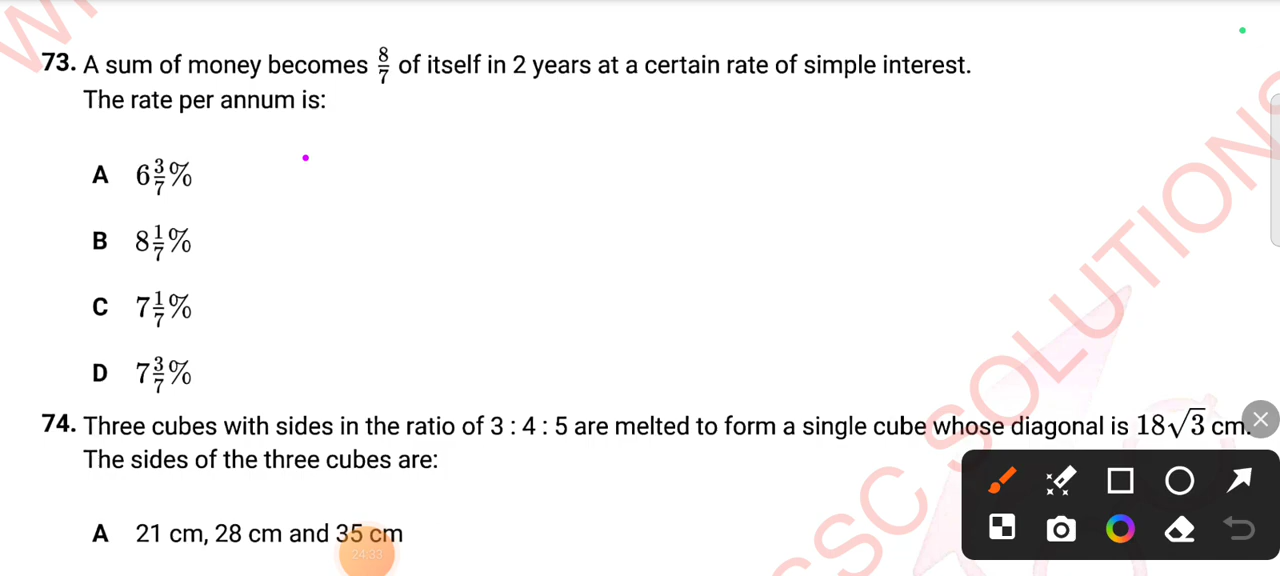 73. A sum of money becomes 8/7 of itself in 2 years at a certain rate of simple interest.
The rate per annum is:
A 6 3/7%
B 8 1/7%
C 7 1/7%
D 7 3/7%
74. Three cubes with sides in the ratio of 3 : 4 : 5 are melted to form a single cube whose diagonal is 18√3 cm.
The sides of the three cubes are:
A 21 cm, 28 cm and 35 cm
24:33
SSC SOLUTIONS